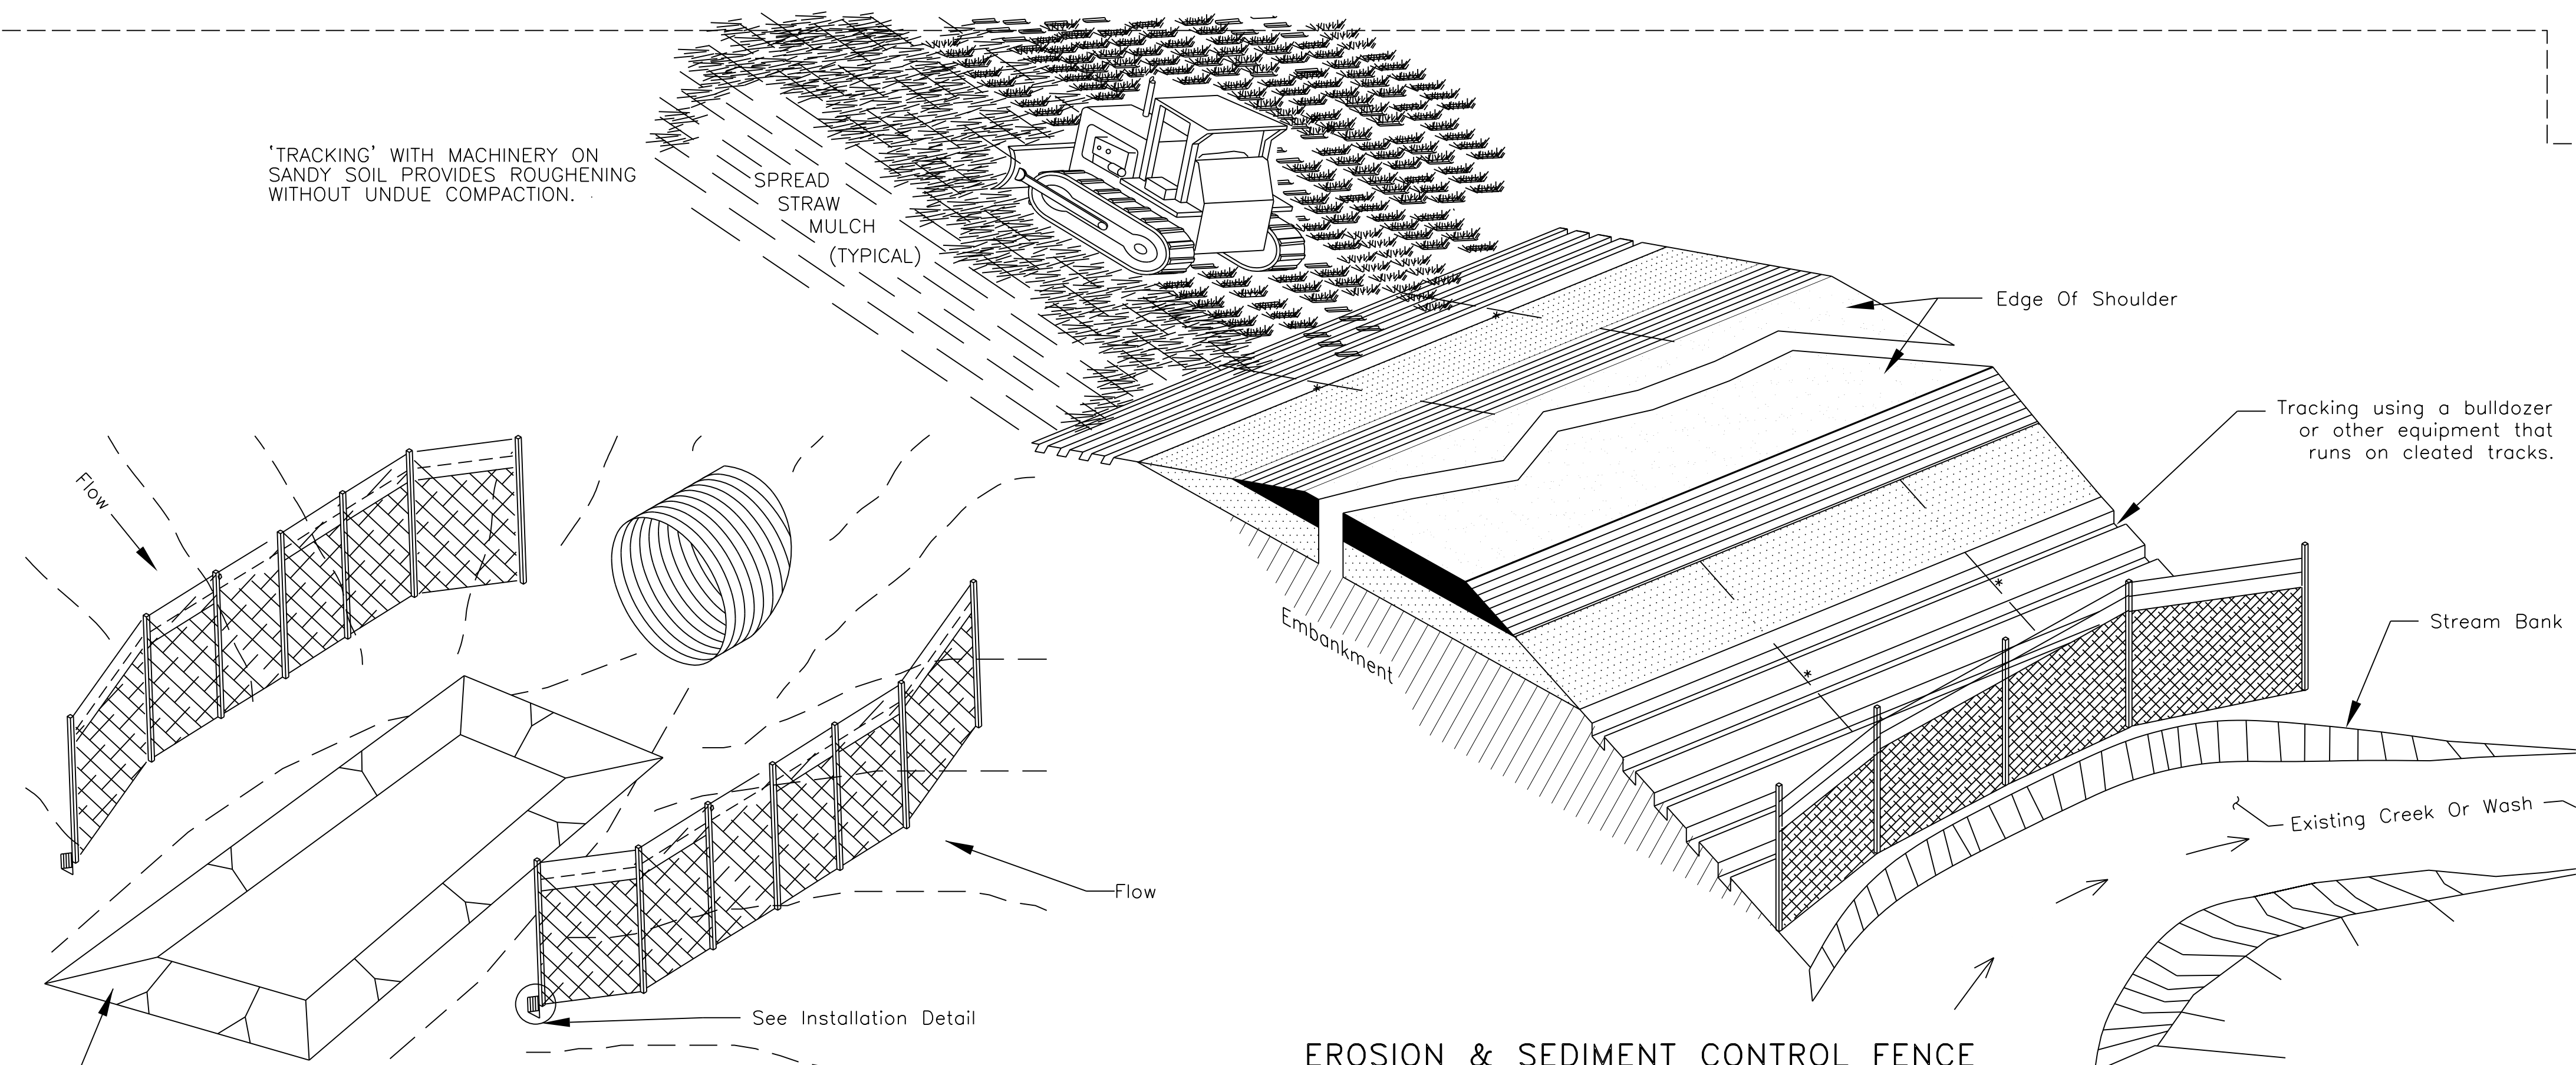 ‘TRACKING’ WITH MACHINERY ON
SANDY SOIL PROVIDES ROUGHENING
WITHOUT UNDUE COMPACTION.
SPREAD
STRAW
MULCH
(TYPICAL)
Edge Of Shoulder
Tracking using a bulldozer
or other equipment that
runs on cleated tracks.
Flow
Embankment
Stream Bank
Existing Creek Or Wash
Flow
See Installation Detail
EROSION & SEDIMENT CONTROL FENCE